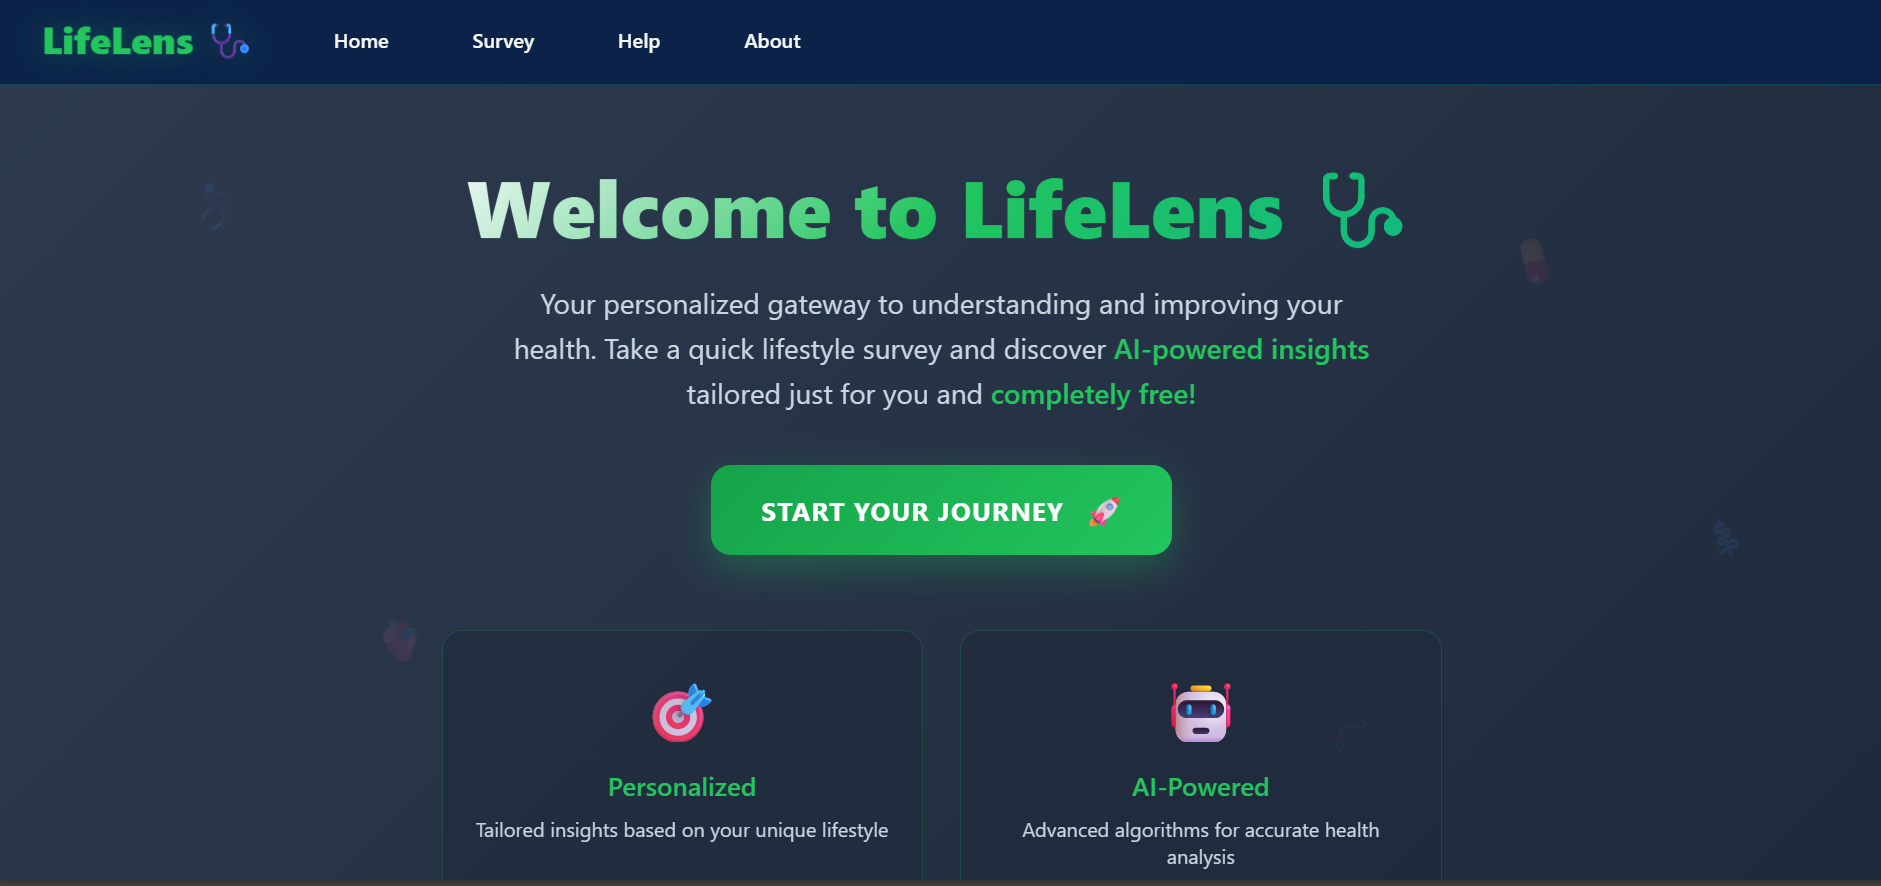 LifeLens
Home
Survey
Help
About
Welcome to LifeLens
Your personalized gateway to understanding and improving your
health. Take a quick lifestyle survey and discover AI-powered insights
tailored just for you and completely free!
START YOUR JOURNEY
Personalized
Tailored insights based on your unique lifestyle
AI-Powered
Advanced algorithms for accurate health
analysis